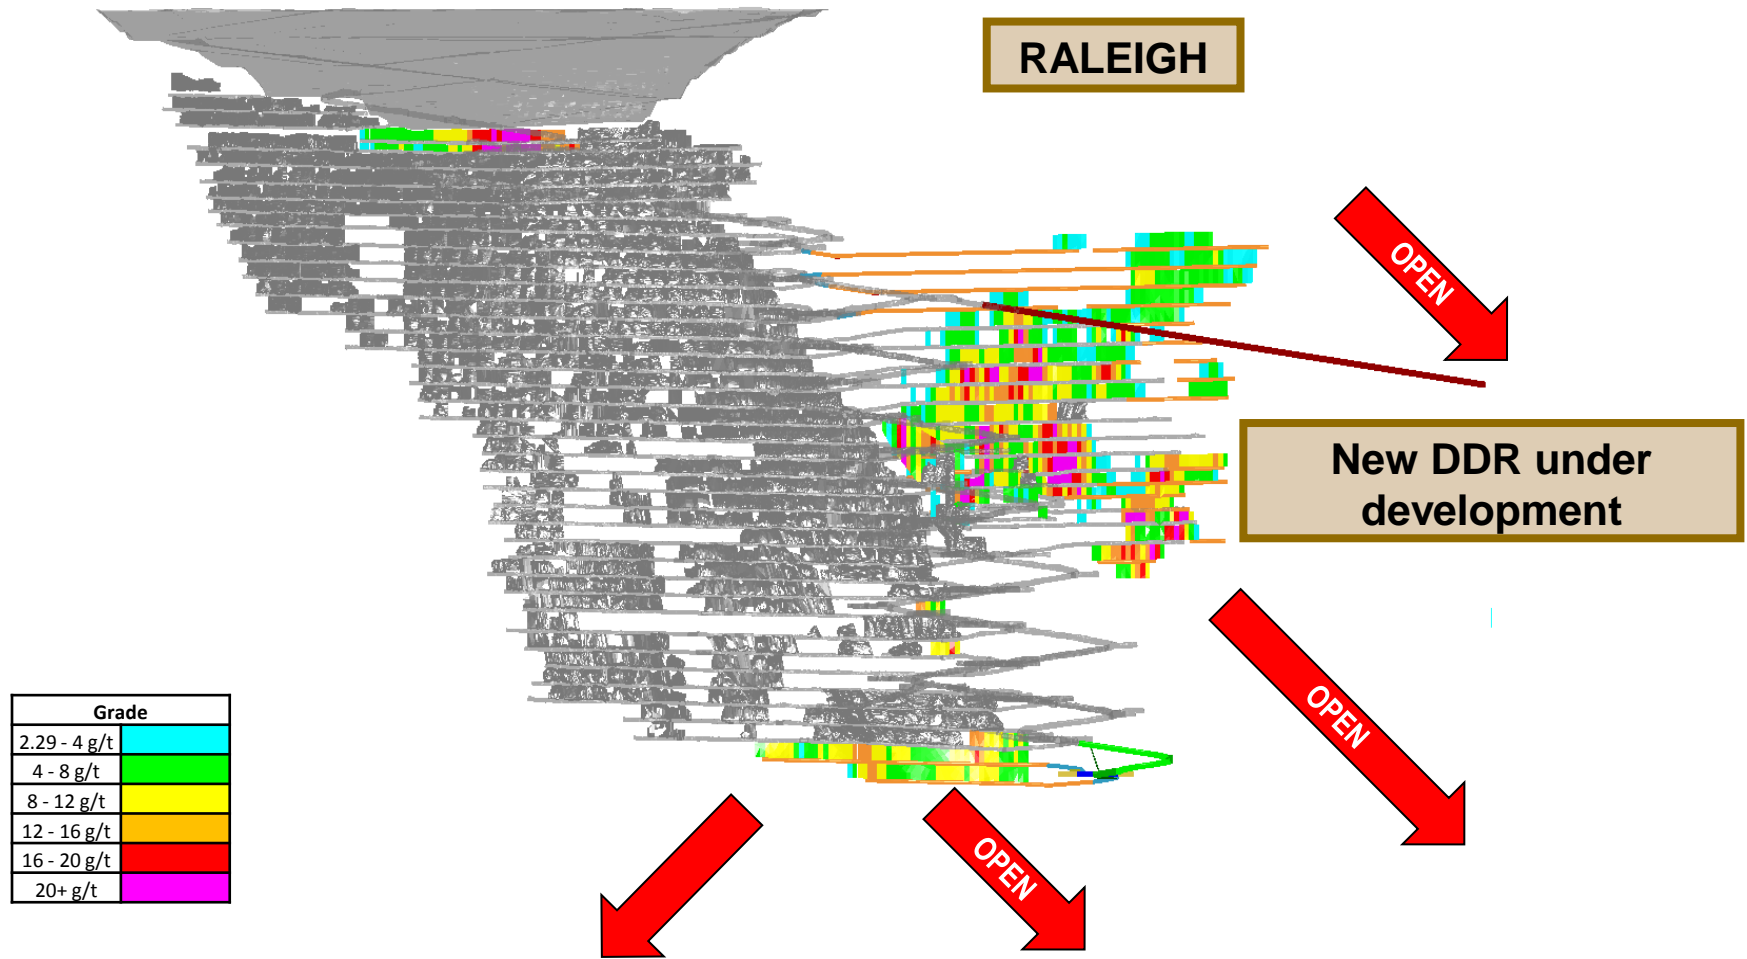 RALEIGH
OPEN
New DDR under
development
OPEN
OPEN
Grade
2.29 - 4 g/t
4 - 8 g/t
8 - 12 g/t
12 - 16 g/t
16 - 20 g/t
20+ g/t